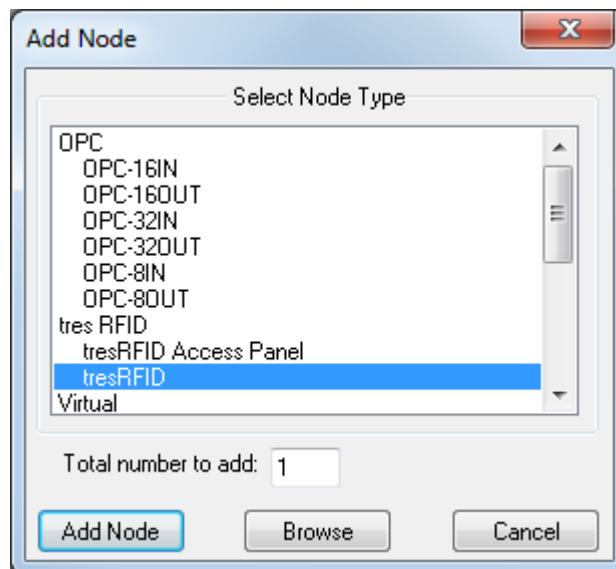 Add Node
Select Node Type
OPC
OPC-16IN
OPC-16OUT
OPC-32IN
OPC-32OUT
OPC-8IN
OPC-8OUT
tres RFID
tresRFID Access Panel
tresRFID
Virtual
Total number to add: 1
Add Node Browse Cancel